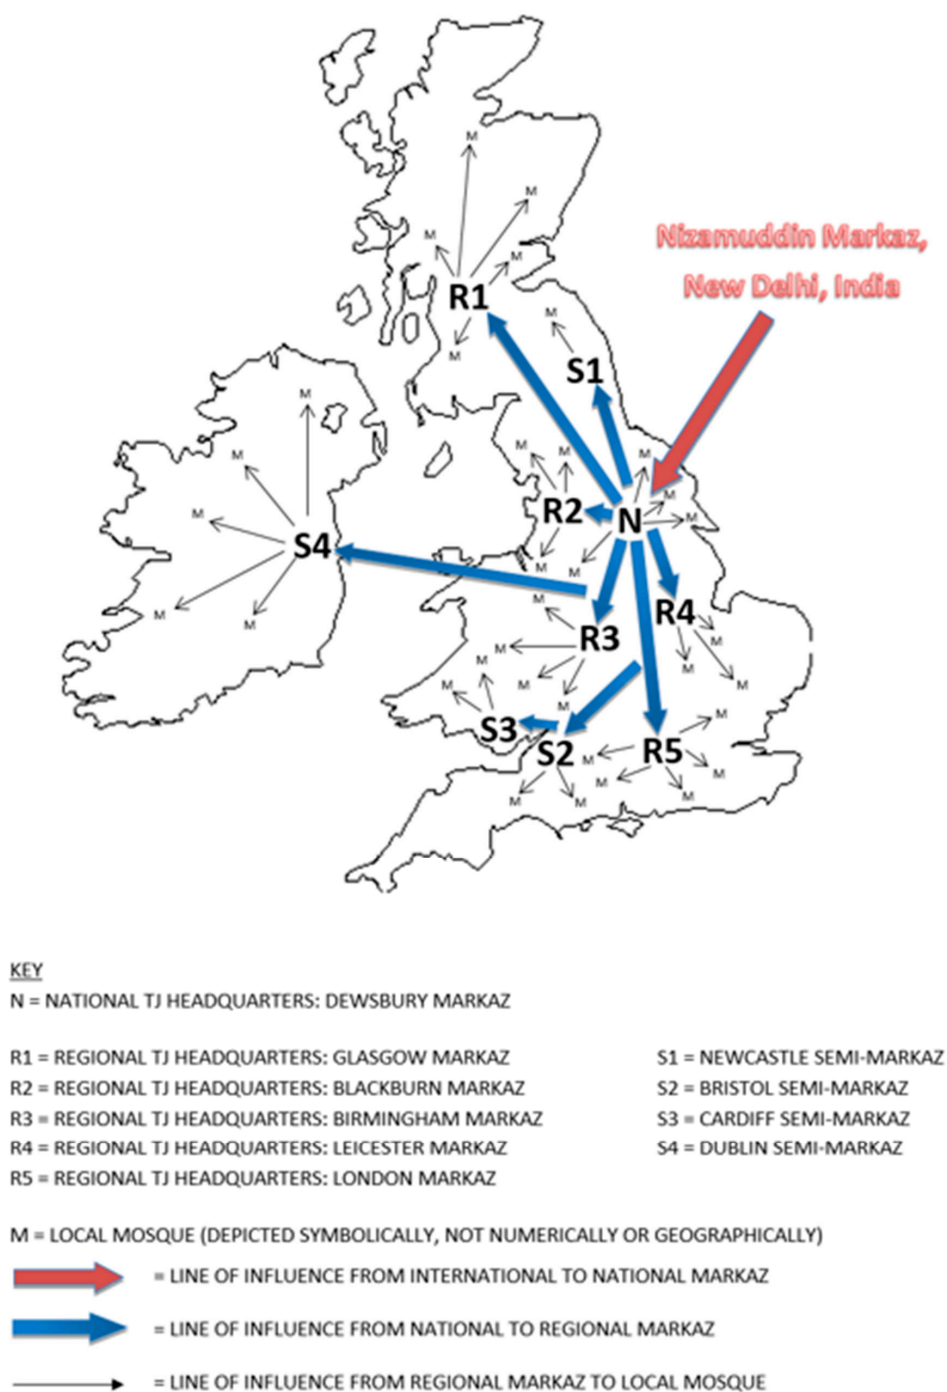 M
M
M
M
Nizamuddin Markaz,
New Delhi, India
R1
M
M
S1
M
M
M
M
M
M
R2
N
M
M
M
S4
M
M
M
M
M
R3
R4
M
M
M
M
M
M
M
M
M
M
S3
S2
M
R5
M
M
M
M
M
M
KEY
N = NATIONAL TJ HEADQUARTERS: DEWSBURY MARKAZ
R1 = REGIONAL TJ HEADQUARTERS: GLASGOW MARKAZ
S1 = NEWCASTLE SEMI-MARKAZ
R2 = REGIONAL TJ HEADQUARTERS: BLACKBURN MARKAZ
S2 = BRISTOL SEMI-MARKAZ
R3 = REGIONAL TJ HEADQUARTERS: BIRMINGHAM MARKAZ
S3 = CARDIFF SEMI-MARKAZ
R4 = REGIONAL TJ HEADQUARTERS: LEICESTER MARKAZ
S4 = DUBLIN SEMI-MARKAZ
R5 = REGIONAL TJ HEADQUARTERS: LONDON MARKAZ
M = LOCAL MOSQUE (DEPICTED SYMBOLICALLY, NOT NUMERICALLY OR GEOGRAPHICALLY)
= LINE OF INFLUENCE FROM INTERNATIONAL TO NATIONAL MARKAZ
= LINE OF INFLUENCE FROM NATIONAL TO REGIONAL MARKAZ
= LINE OF INFLUENCE FROM REGIONAL MARKAZ TO LOCAL MOSQUE